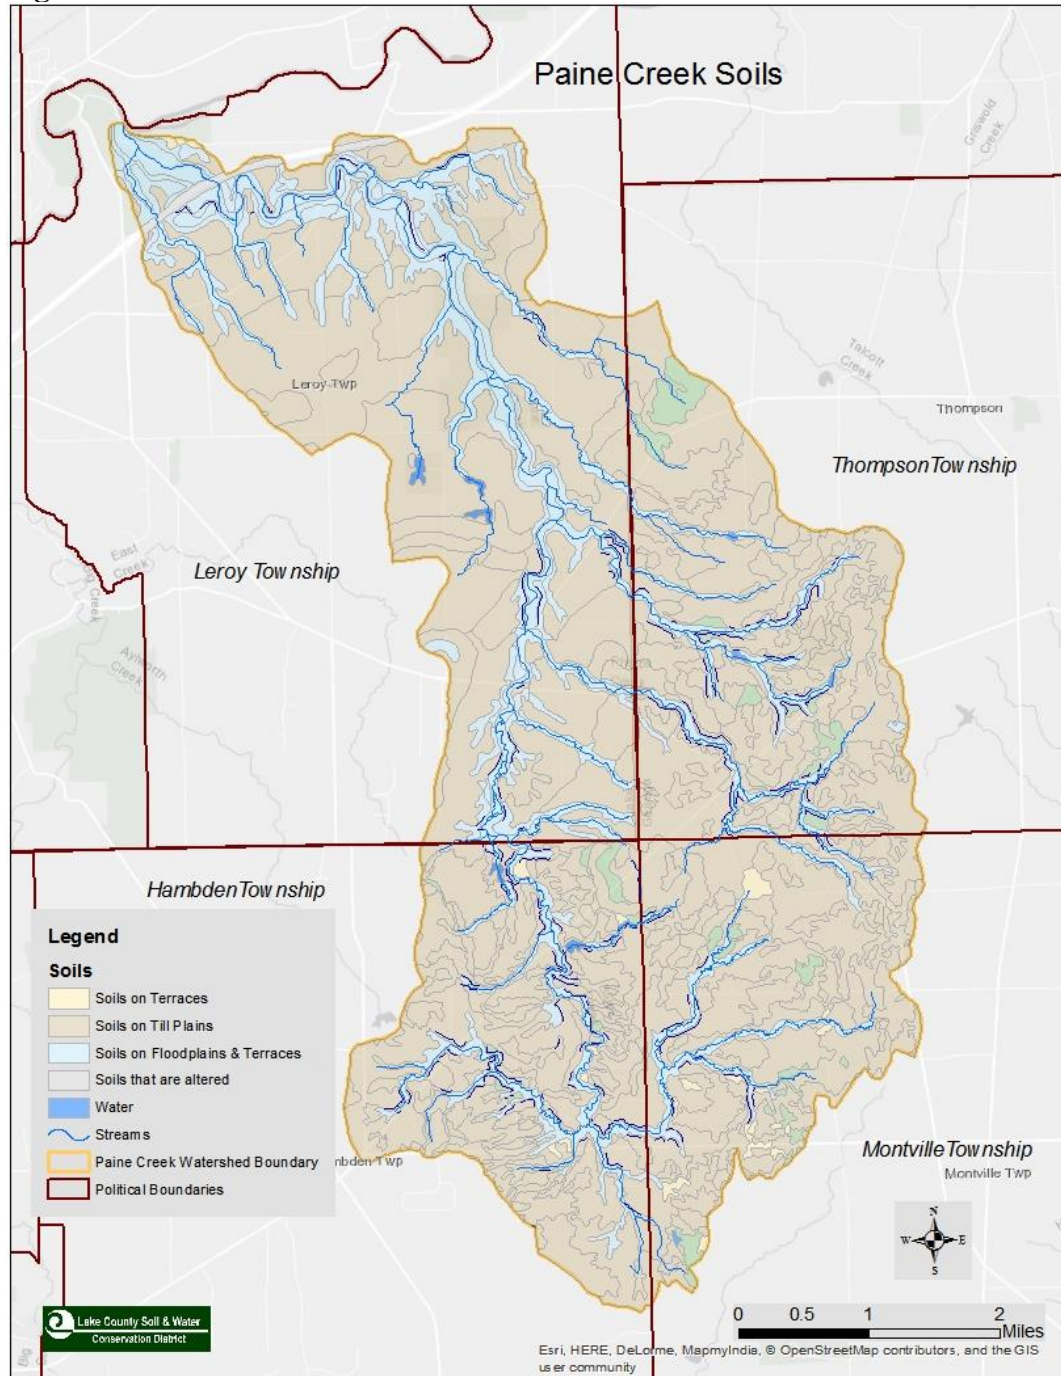 Paine Creek Soils
Griswold
Creek
Talcott
Creek
Leroy Twp
Thompson
Thompson Township
East
Creek
Leroy Township
Aylworth
Creek
Hambden Township
Legend
Soils
Soils on Terraces
Soils on Till Plains
Soils on Floodplains & Terraces
Soils that are altered
Water
Streams
Paine Creek Watershed Boundary
Political Boundaries
mbden Twp
Montville Township
Montville Twp
N
W E
S
Lake County Soil & Water
Conservation District
Big
0 0.5 1 2
Miles
Esri, HERE, DeLorme, MapmyIndia, © OpenStreetMap contributors, and the GIS
user community